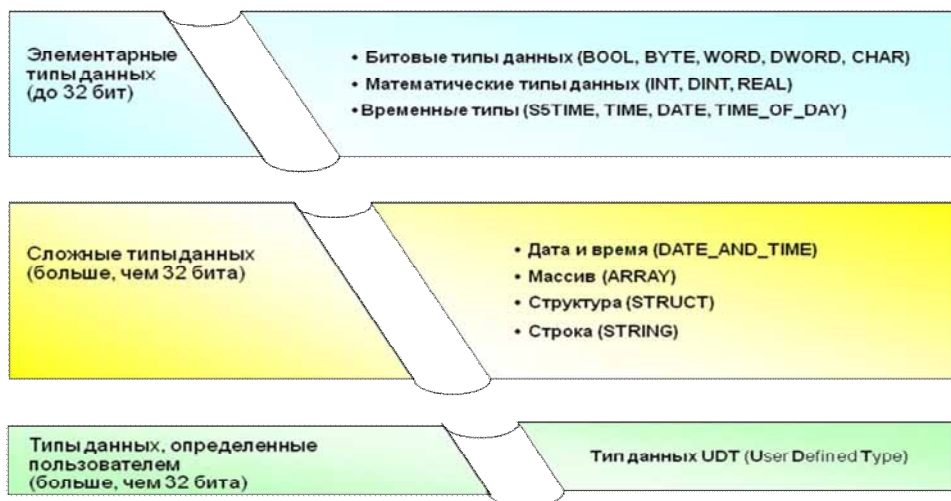 Элементарные
типы данных
(до 32 бит)
• Битовые типы данных (BOOL, BYTE, WORD, DWORD, CHAR)
• Математические типы данных (INT, DINT, REAL)
• Временные типы (S5TIME, TIME, DATE, TIME_OF_DAY)
Сложные типы данных
(больше, чем 32 бита)
• Дата и время (DATE_AND_TIME)
• Массив (ARRAY)
• Структура (STRUCT)
• Строка (STRING)
Типы данных, определенные
пользователем
(больше, чем 32 бита)
Тип данных UDT (User Defined Type)